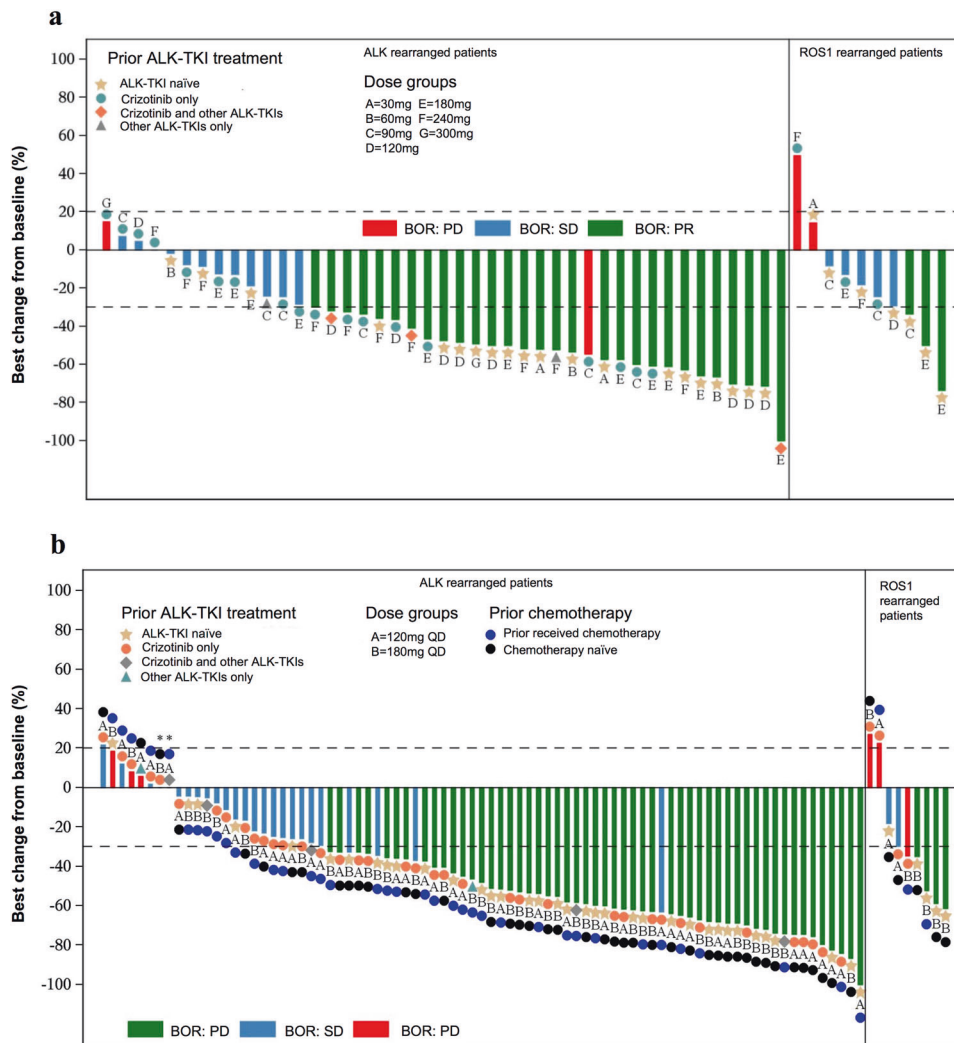 a
ALK rearranged patients
ROS1 rearranged patients
Prior ALK-TKI treatment
ALK-TKI naïve
Crizotinib only
Crizotinib and other ALK-TKIs
Other ALK-TKIs only
Dose groups
A=30mg E=180mg
B=60mg F=240mg
C=90mg G=300mg
D=120mg
BOR: PD BOR: SD BOR: PR
Best change from baseline (%)
100
80
60
40
20
0
-20
-40
-60
-80
-100
G C D F B F F E E E C C E F D F C F D F E D D G D E F A F B C A E C E E F E B D D D E
F A C E F C D C E E
b
ALK rearranged patients
ROS1
rearranged
patients
Prior ALK-TKI treatment
ALK-TKI naïve
Crizotinib only
Crizotinib and other ALK-TKIs
Other ALK-TKIs only
Dose groups
A=120mg QD
B=180mg QD
Prior chemotherapy
Prior received chemotherapy
Chemotherapy naïve
Best change from baseline (%)
100
80
60
40
20
0
-20
-40
-60
-80
-100
* *
A B A B A A B A
B A A A B B B B B
BOR: PD BOR: SD BOR: PD